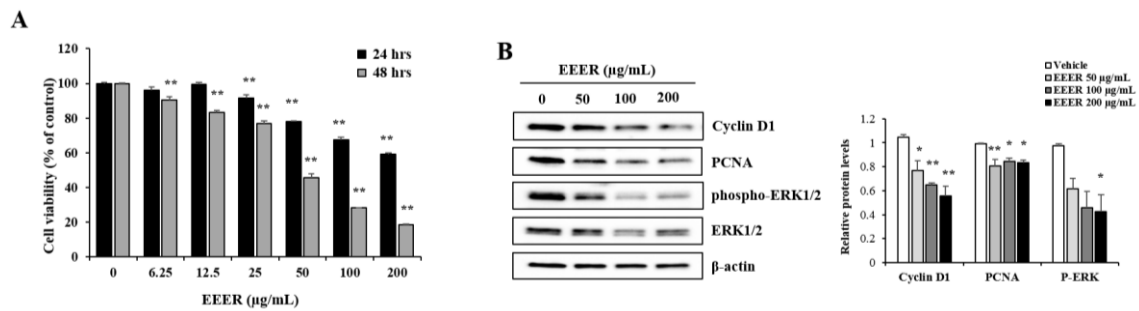 A
120
100
80
60
40
20
0
Cell viability (% of control)
24 hrs
48 hrs
**
**
**
**
**
**
**
**
**
**
0 6.25 12.5 25 50 100 200
EEER (μg/mL)
B
EEER (μg/mL)
0 50 100 200
Cyclin D1
PCNA
phospho-ERK1/2
ERK1/2
β-actin
Vehicle
EEER 50 μg/mL
EEER 100 μg/mL
EEER 200 μg/mL
Relative protein levels
1.2
1
0.8
0.6
0.4
0.2
0
* ** **
** * *
*
Cyclin D1 PCNA P-ERK